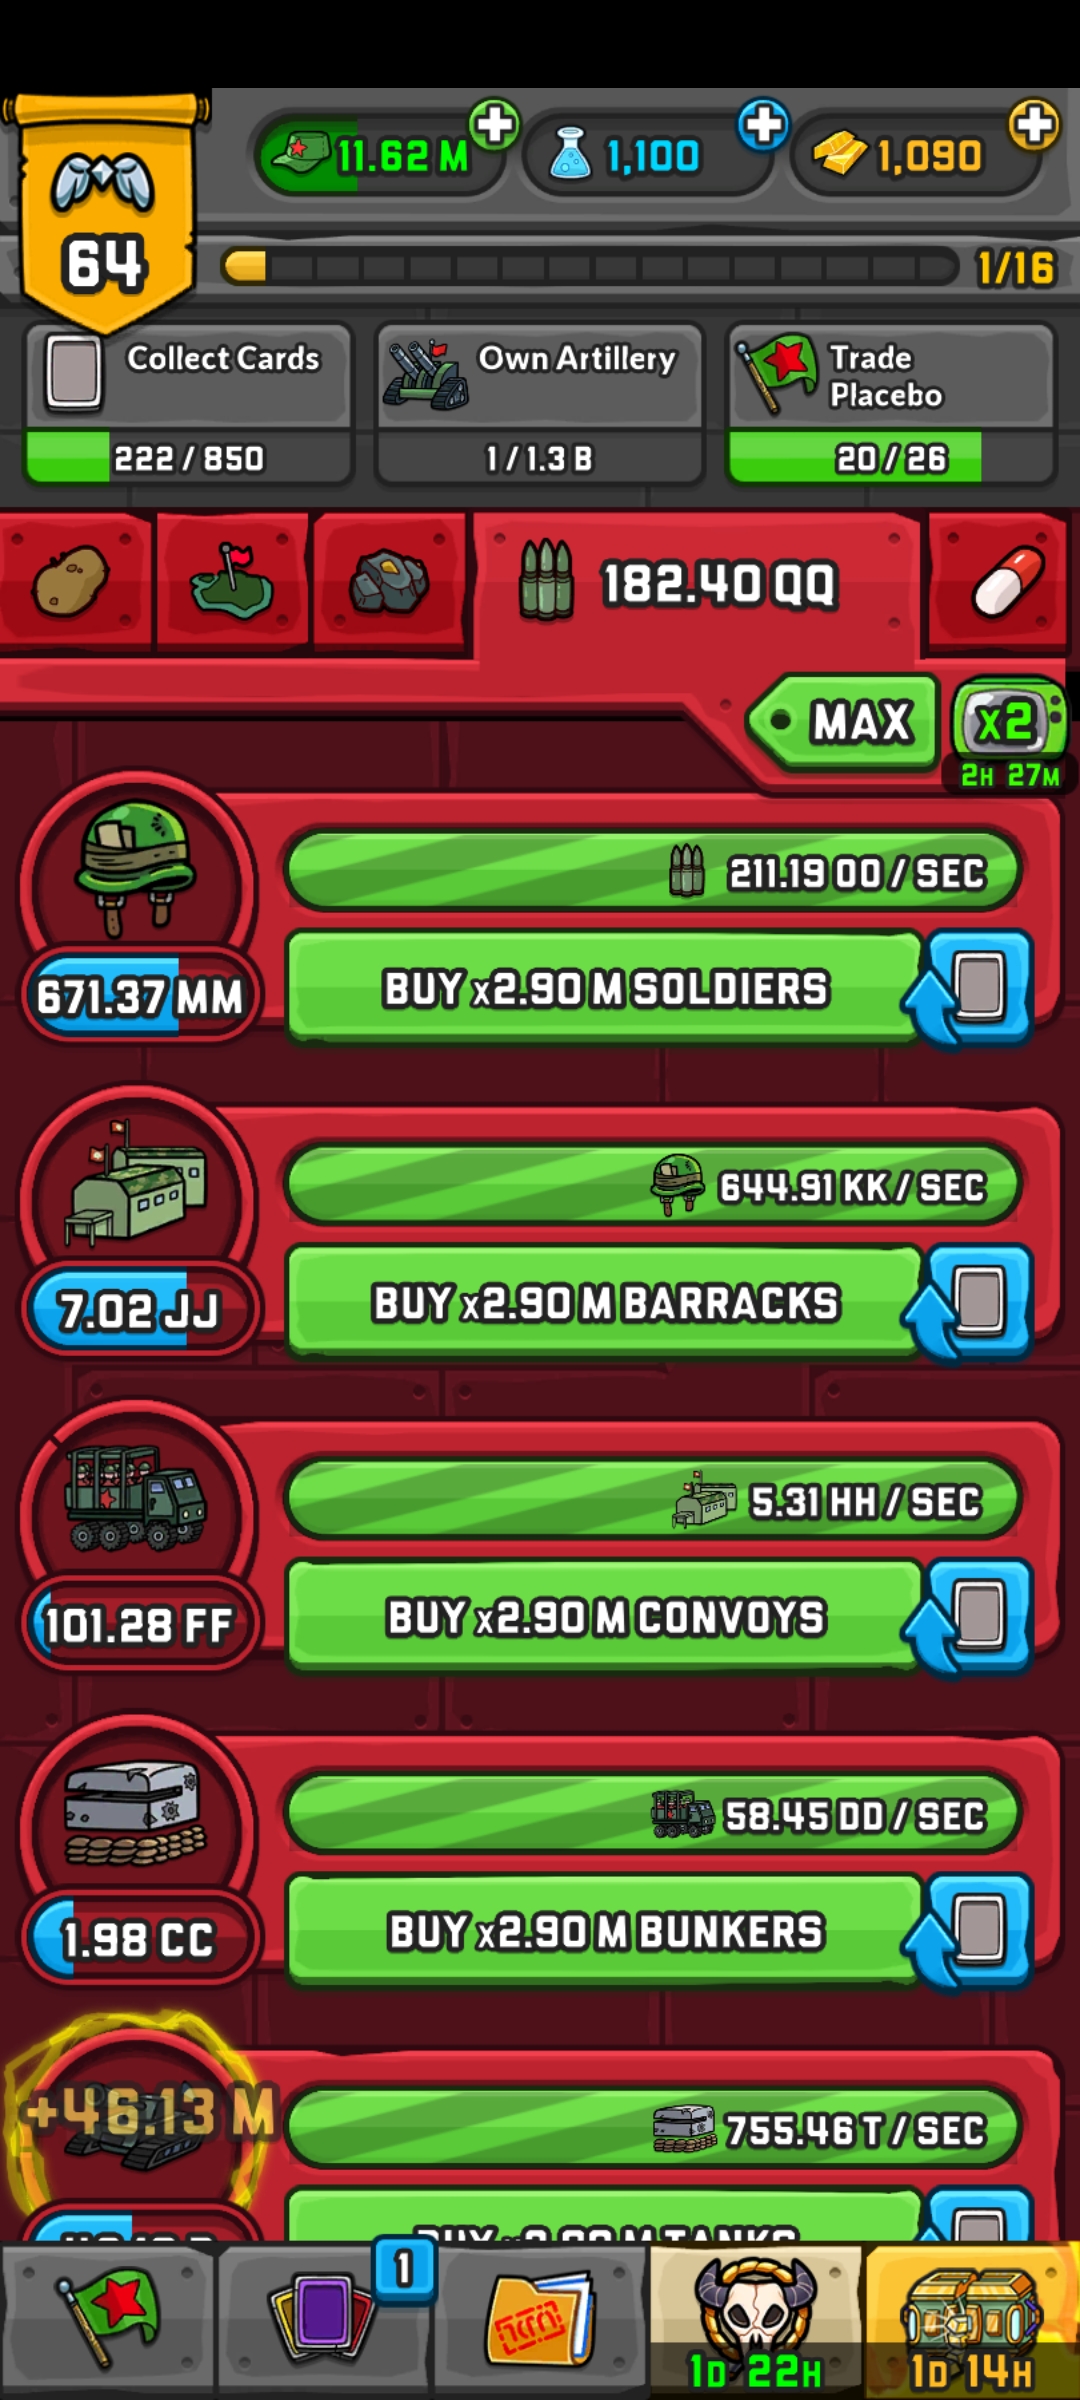 64
11.62 M
1,100
1,090
1/16
Collect Cards
222 / 850
Own Artillery
1 / 1.3 B
Trade
Placebo
20 / 26
182.40 QQ
MAX
x2
2H 27M
211.19 OO / SEC
671.37 MM
BUY x2.90 M SOLDIERS
644.91 KK / SEC
7.02 JJ
BUY x2.90 M BARRACKS
5.31 HH / SEC
101.28 FF
BUY x2.90 M CONVOYS
58.45 DD / SEC
1.98 CC
BUY x2.90 M BUNKERS
+46.13 M
755.46 T / SEC
BUY x2.90 M TANKS
1
1D 22H
1D 14H